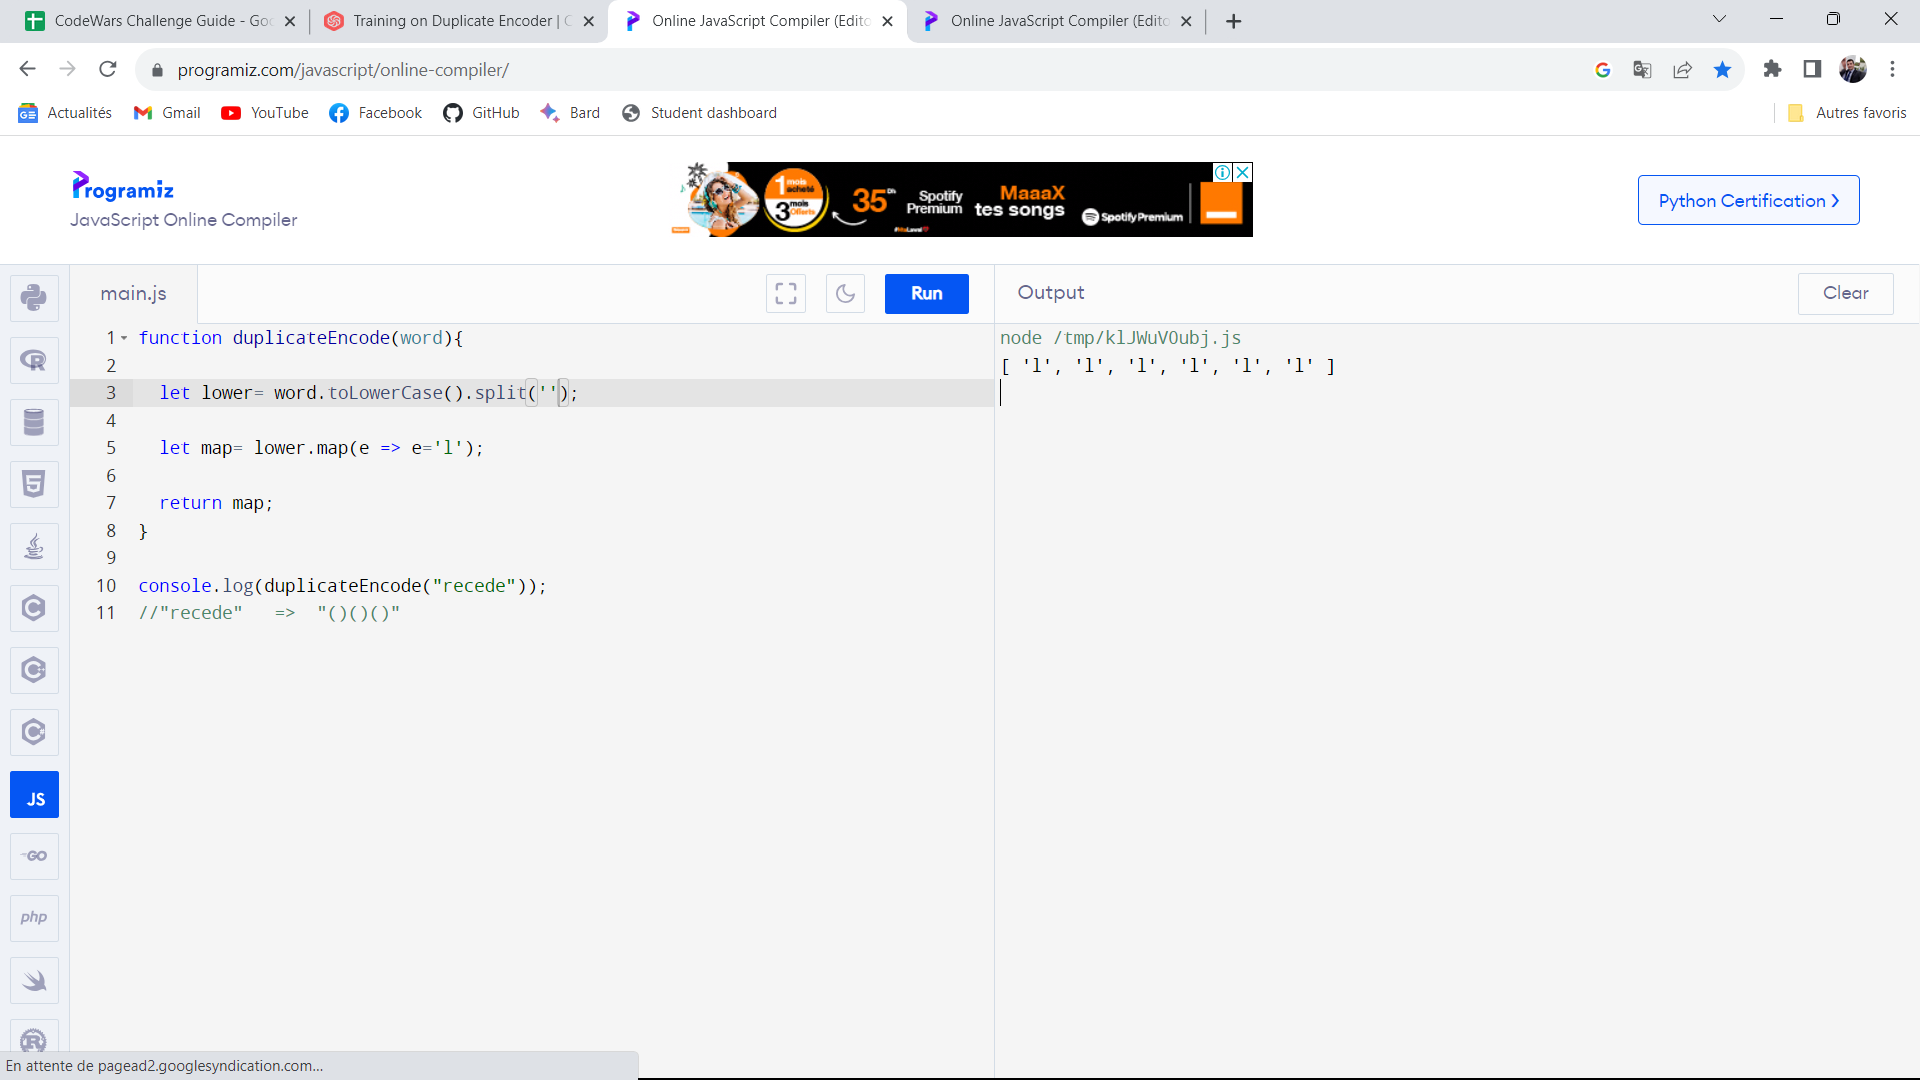 CodeWars Challenge Guide - Goo
Training on Duplicate Encoder | C
Online JavaScript Compiler (Edito
Online JavaScript Compiler (Edito
programiz.com/javascript/online-compiler/
Actualités
Gmail
YouTube
Facebook
GitHub
Bard
Student dashboard
Autres favoris
Programiz
JavaScript Online Compiler
1 mois acheté
3 mois Offerts
35 Dh
Spotify Premium
MaaaX tes songs
Spotify Premium
Python Certification
main.js
Run
Output
Clear
1 function duplicateEncode(word){
2
3 let lower= word.toLowerCase().split('');
4
5 let map= lower.map(e => e='l');
6
7 return map;
8 }
9
10 console.log(duplicateEncode("recede"));
11 //"recede"   =>  "()()()"
node /tmp/klJWuV0ubj.js
[ 'l', 'l', 'l', 'l', 'l', 'l' ]
R
5
C
C
C
JS
GO
php
R
En attente de pagead2.googlesyndication.com...